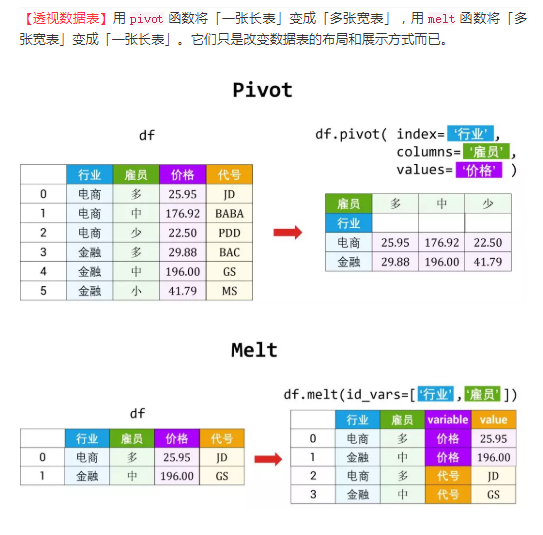 【透视数据表】用 pivot 函数将「一张长表」变成「多张宽表」,用 melt 函数将「多
张宽表」变成「一张长表」。它们只是改变数据表的布局和展示方式而已。
Pivot
df
df.pivot( index='行业',
columns='雇员',
values='价格' )
行业 雇员 价格 代号
0 电商 多 25.95 JD
1 电商 中 176.92 BABA
2 电商 少 22.50 PDD
3 金融 多 29.88 BAC
4 金融 中 196.00 GS
5 金融 小 41.79 MS
雇员 多 中 少
行业
电商 25.95 176.92 22.50
金融 29.88 196.00 41.79
Melt
df
df.melt(id_vars=['行业','雇员'])
行业 雇员 价格 代号
0 电商 多 25.95 JD
1 金融 中 196.00 GS
行业 雇员 variable value
0 电商 多 价格 25.95
1 金融 中 价格 196.00
2 电商 多 代号 JD
3 金融 中 代号 GS